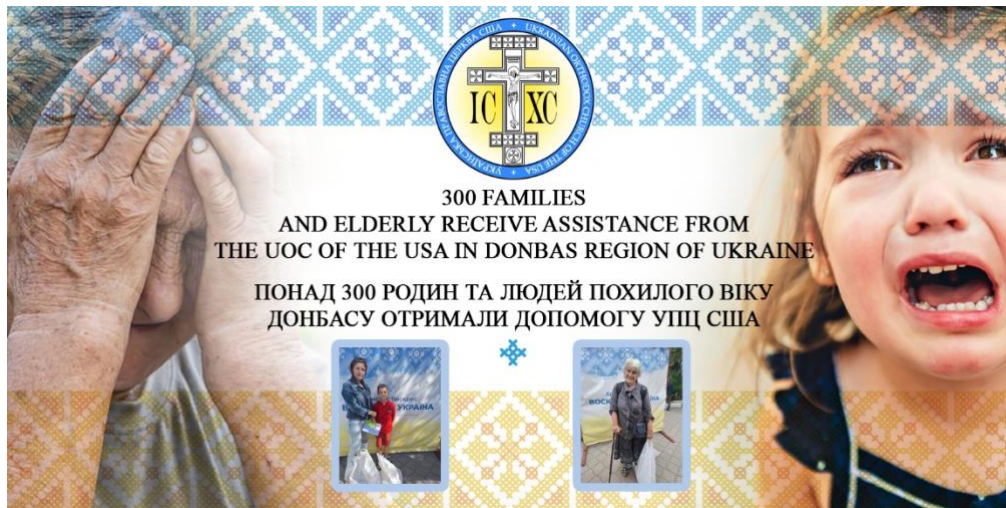 УКРАЇНСЬКА ПРАВОСЛАВНА ЦЕРКВА США + UKRAINIAN ORTHODOX CHURCH OF THE USA +
ІС ХС
300 FAMILIES
AND ELDERLY RECEIVE ASSISTANCE FROM
THE UOC OF THE USA IN DONBAS REGION OF UKRAINE
ПОНАД 300 РОДИН ТА ЛЮДЕЙ ПОХИЛОГО ВІКУ
ДОНБАСУ ОТРИМАЛИ ДОПОМОГУ УПЦ США
УКРАЇНА